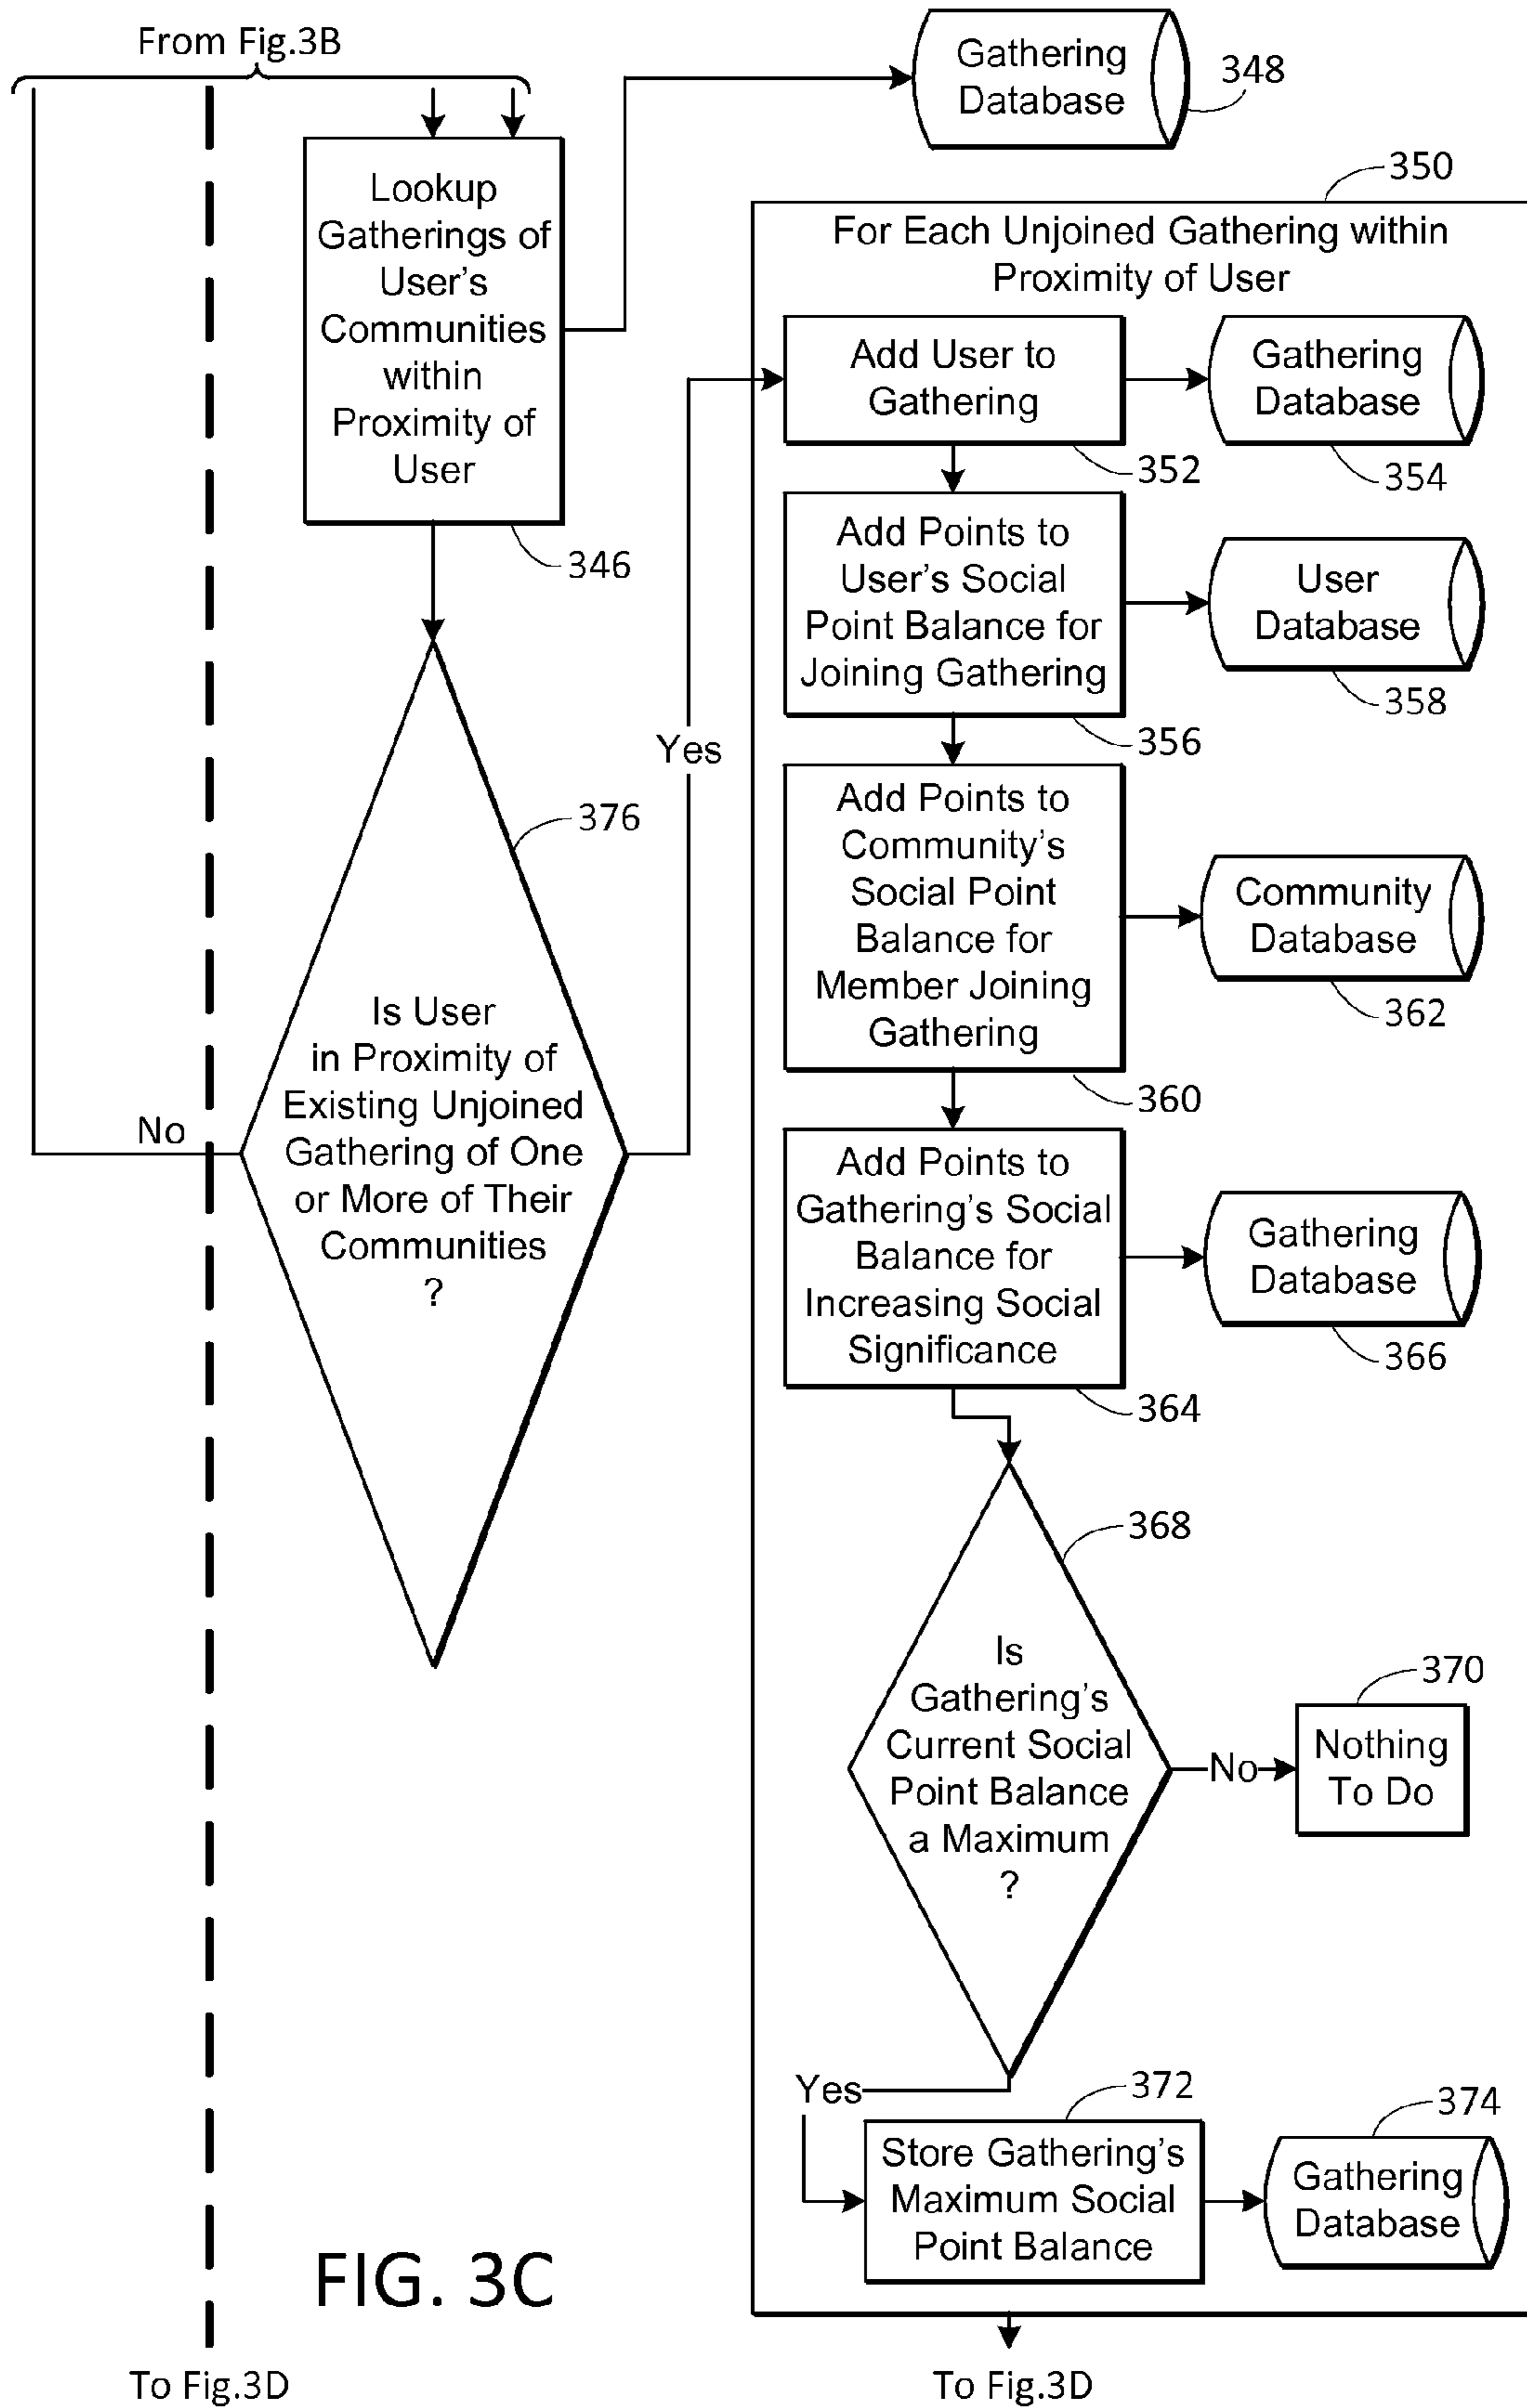 From Fig.3B
Gathering
Database
348
Lookup
Gatherings of
User's
Communities
within
Proximity of
User
346
350
For Each Unjoined Gathering within
Proximity of User
Add User to
Gathering
352
Gathering
Database
354
Add Points to
User's Social
Point Balance for
Joining Gathering
356
User
Database
358
Yes
376
Is User
in Proximity of
Existing Unjoined
Gathering of One
or More of Their
Communities
?
No
Add Points to
Community's
Social Point
Balance for
Member Joining
Gathering
360
Community
Database
362
Add Points to
Gathering's Social
Balance for
Increasing Social
Significance
364
Gathering
Database
366
368
Is
Gathering's
Current Social
Point Balance
a Maximum
?
No
370
Nothing
To Do
Yes
372
Store Gathering's
Maximum Social
Point Balance
374
Gathering
Database
FIG. 3C
To Fig.3D
To Fig.3D